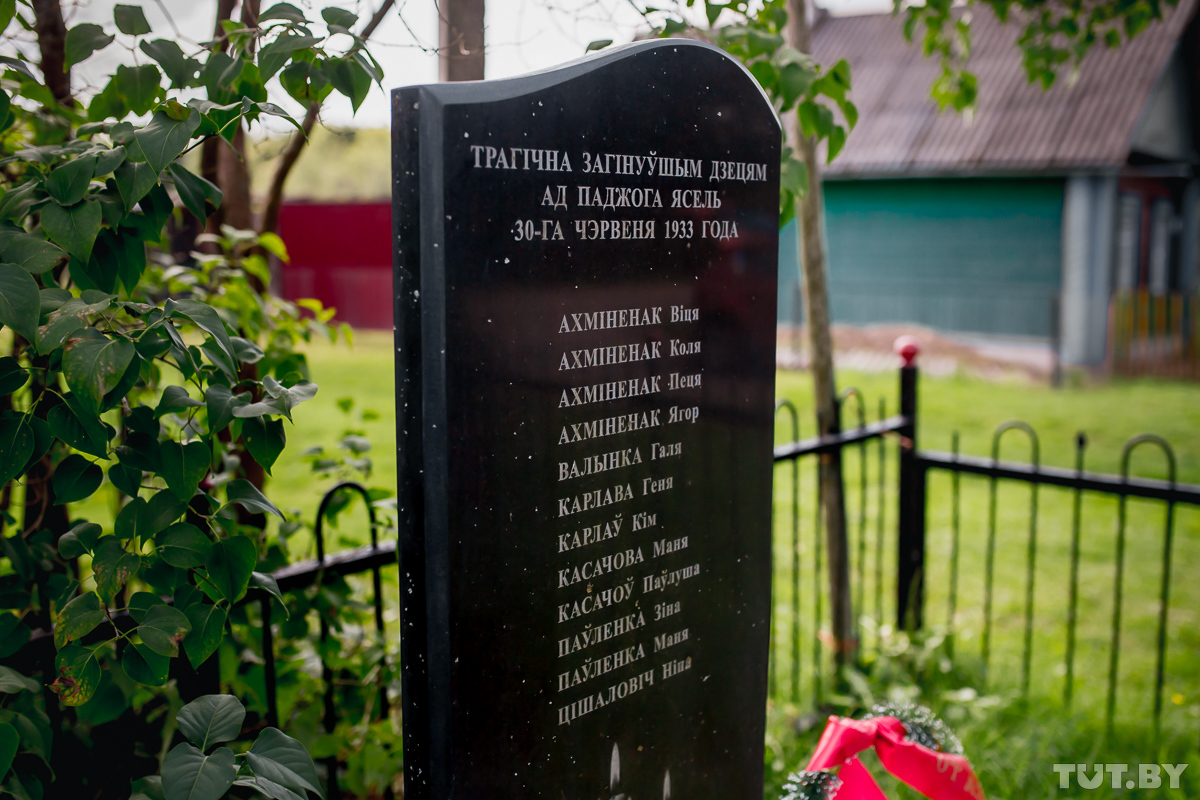 ТРАГІЧНА ЗАГІНУЎШЫМ ДЗЕЦЯМ
АД ПАДЖОГА ЯСЕЛЬ
30-ГА ЧЭРВЕНЯ 1933 ГОДА
АХМІНЕНАК Віця
АХМІНЕНАК Коля
АХМІНЕНАК Пеця
АХМІНЕНАК Ягор
ВАЛЫНКА Галя
КАРЛАВА Геня
КАРЛАЎ Кім
КАСАЧОВА Маня
КАСАЧОЎ Паўлуша
ПАЎЛЕНКА Зіна
ПАЎЛЕНКА Маня
ЦІШАЛОВІЧ Ніна
TUT.BY